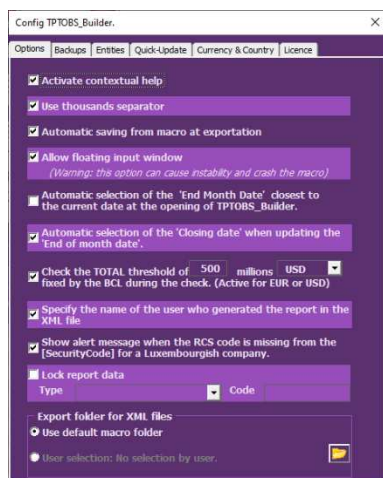 Config TPTOBS_Builder.
Options Backups Entities Quick-Update Currency & Country Licence
Activate contextual help
Use thousands separator
Automatic saving from macro at exportation
Allow floating input window
(Warning: this option can cause instability and crash the macro)
Automatic selection of the 'End Month Date' closest to
the current date at the opening of TPTOBS_Builder.
Automatic selection of the 'Closing date' when updating the
'End of month date'.
Check the TOTAL threshold of 500 millions USD
fixed by the BCL during the check. (Active for EUR or USD)
Specify the name of the user who generated the report in the
XML file
Show alert message when the RCS code is missing from the
[SecurityCode] for a Luxembourgish company.
Lock report data
Type Code
Export folder for XML files
Use default macro folder
User selection: No selection by user.